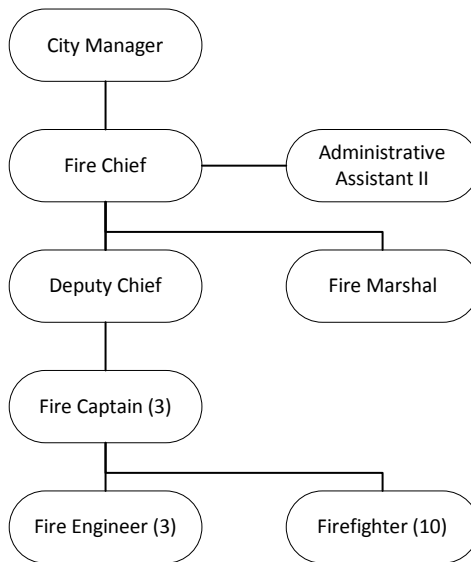 City Manager
Fire Chief
Administrative
Assistant II
Deputy Chief
Fire Marshal
Fire Captain (3)
Fire Engineer (3)
Firefighter (10)